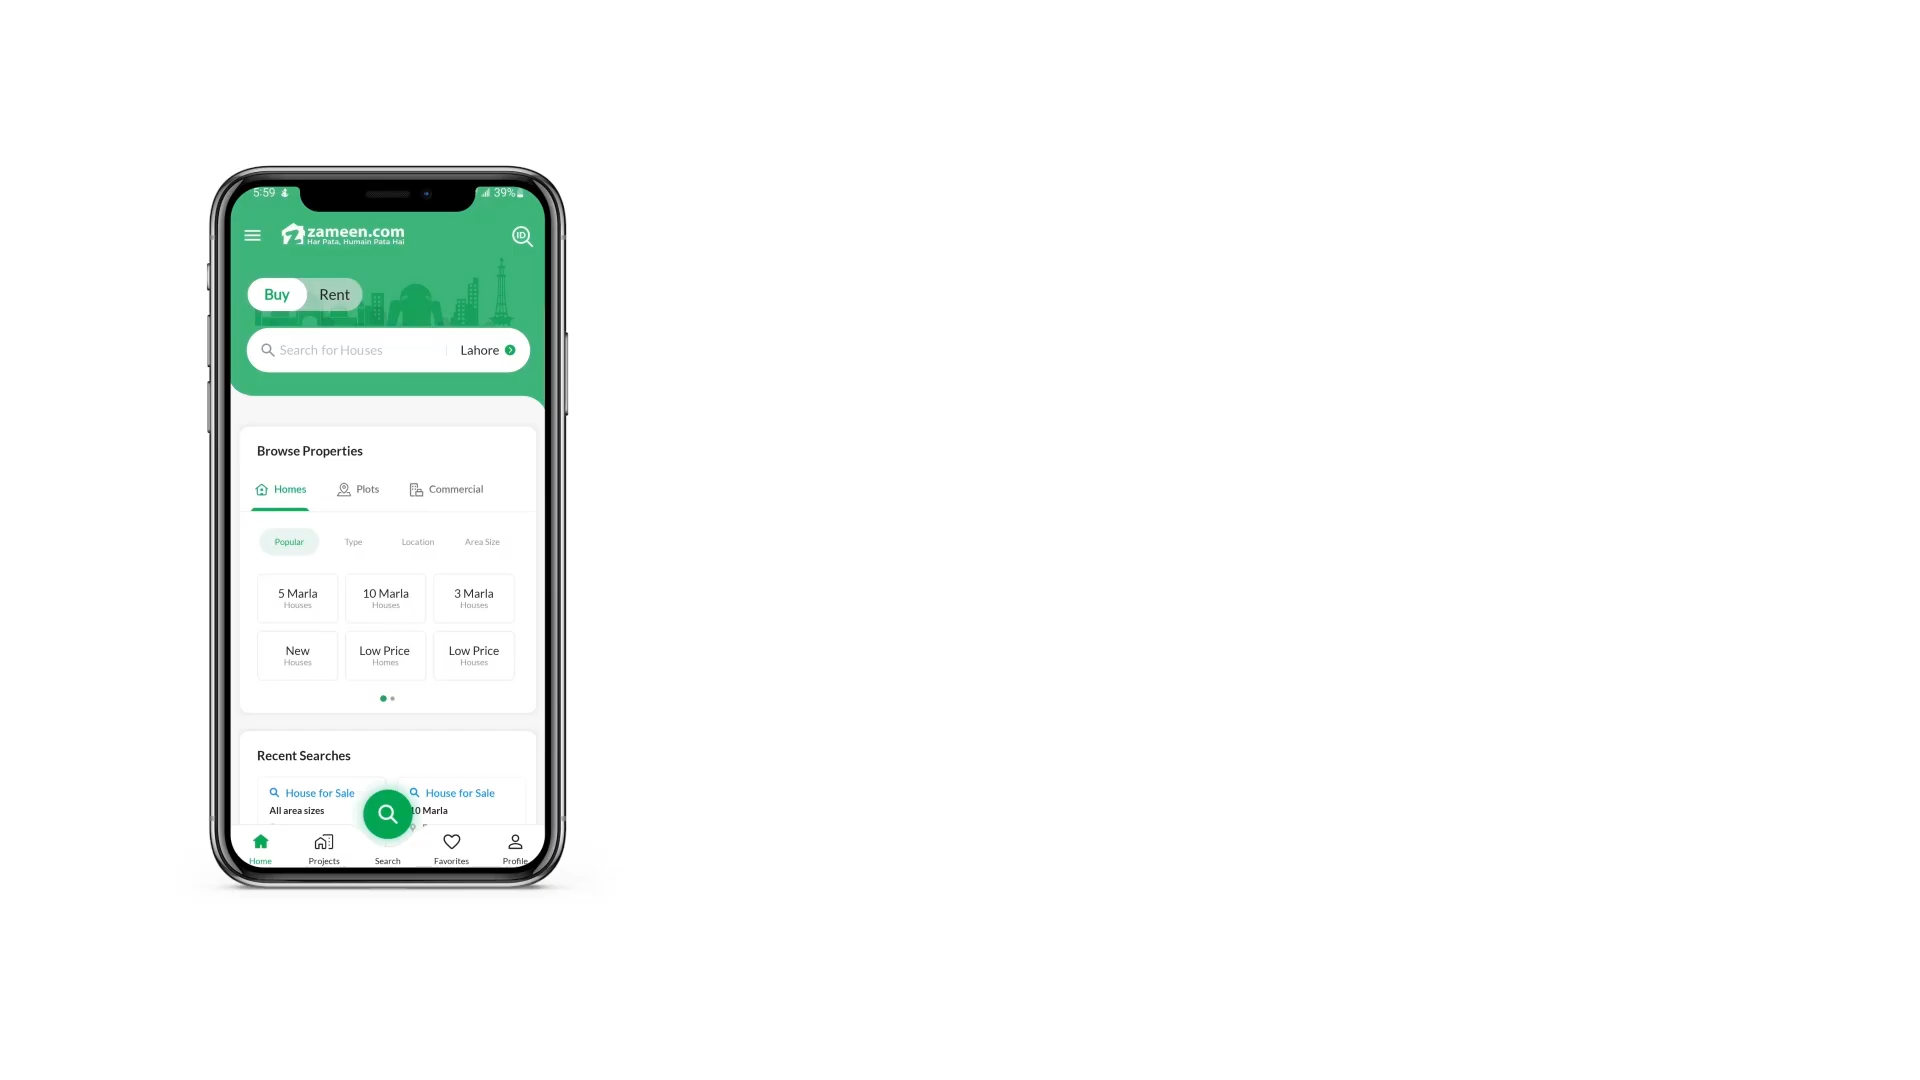 5:59
39%
zameen.com
Har Pata, Humain Pata Hai
ID
Buy Rent
Search for Houses Lahore
Browse Properties
Homes Plots Commercial
Popular Type Location Area Size
5 Marla 10 Marla 3 Marla
Houses Houses Houses
New Low Price Low Price
Houses Homes Houses
Recent Searches
House for Sale House for Sale
All area sizes 10 Marla
Home Projects Search Favorites Profile